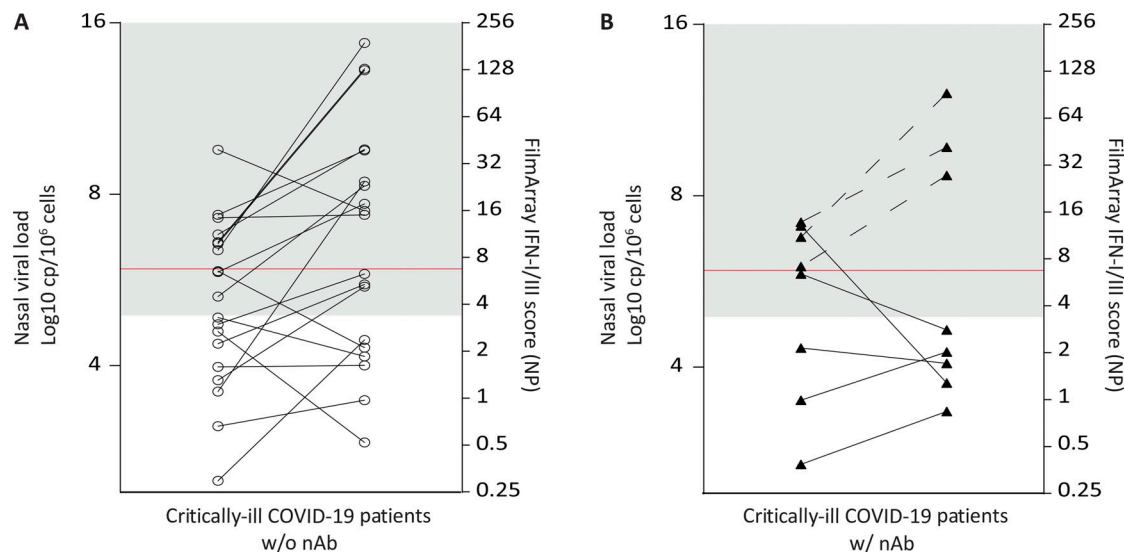 A
16
8
4
Nasal viral load
Log10 cp/10⁶ cells
256
128
64
32
16
8
4
2
1
0.5
0.25
FilmArray IFN-I/III score (NP)
Critically-ill COVID-19 patients
w/o nAb
B
16
8
4
Nasal viral load
Log10 cp/10⁶ cells
256
128
64
32
16
8
4
2
1
0.5
0.25
FilmArray IFN-I/III score (NP)
Critically-ill COVID-19 patients
w/ nAb